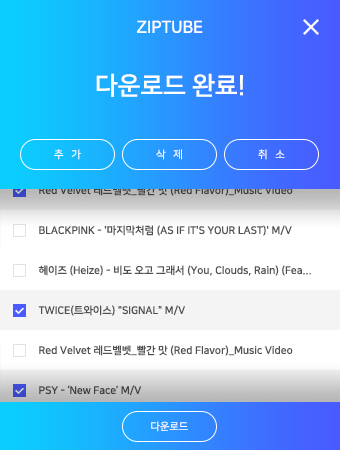 ZIPTUBE
다운로드 완료!
추 가
삭 제
취 소
Red Velvet 레드벨벳_빨간 맛 (Red Flavor)_Music Video
BLACKPINK - '마지막처럼 (AS IF IT'S YOUR LAST)' M/V
헤이즈 (Heize) - 비도 오고 그래서 (You, Clouds, Rain) (Fea...
TWICE(트와이스) "SIGNAL" M/V
Red Velvet 레드벨벳_빨간 맛 (Red Flavor)_Music Video
PSY - 'New Face' M/V
다운로드